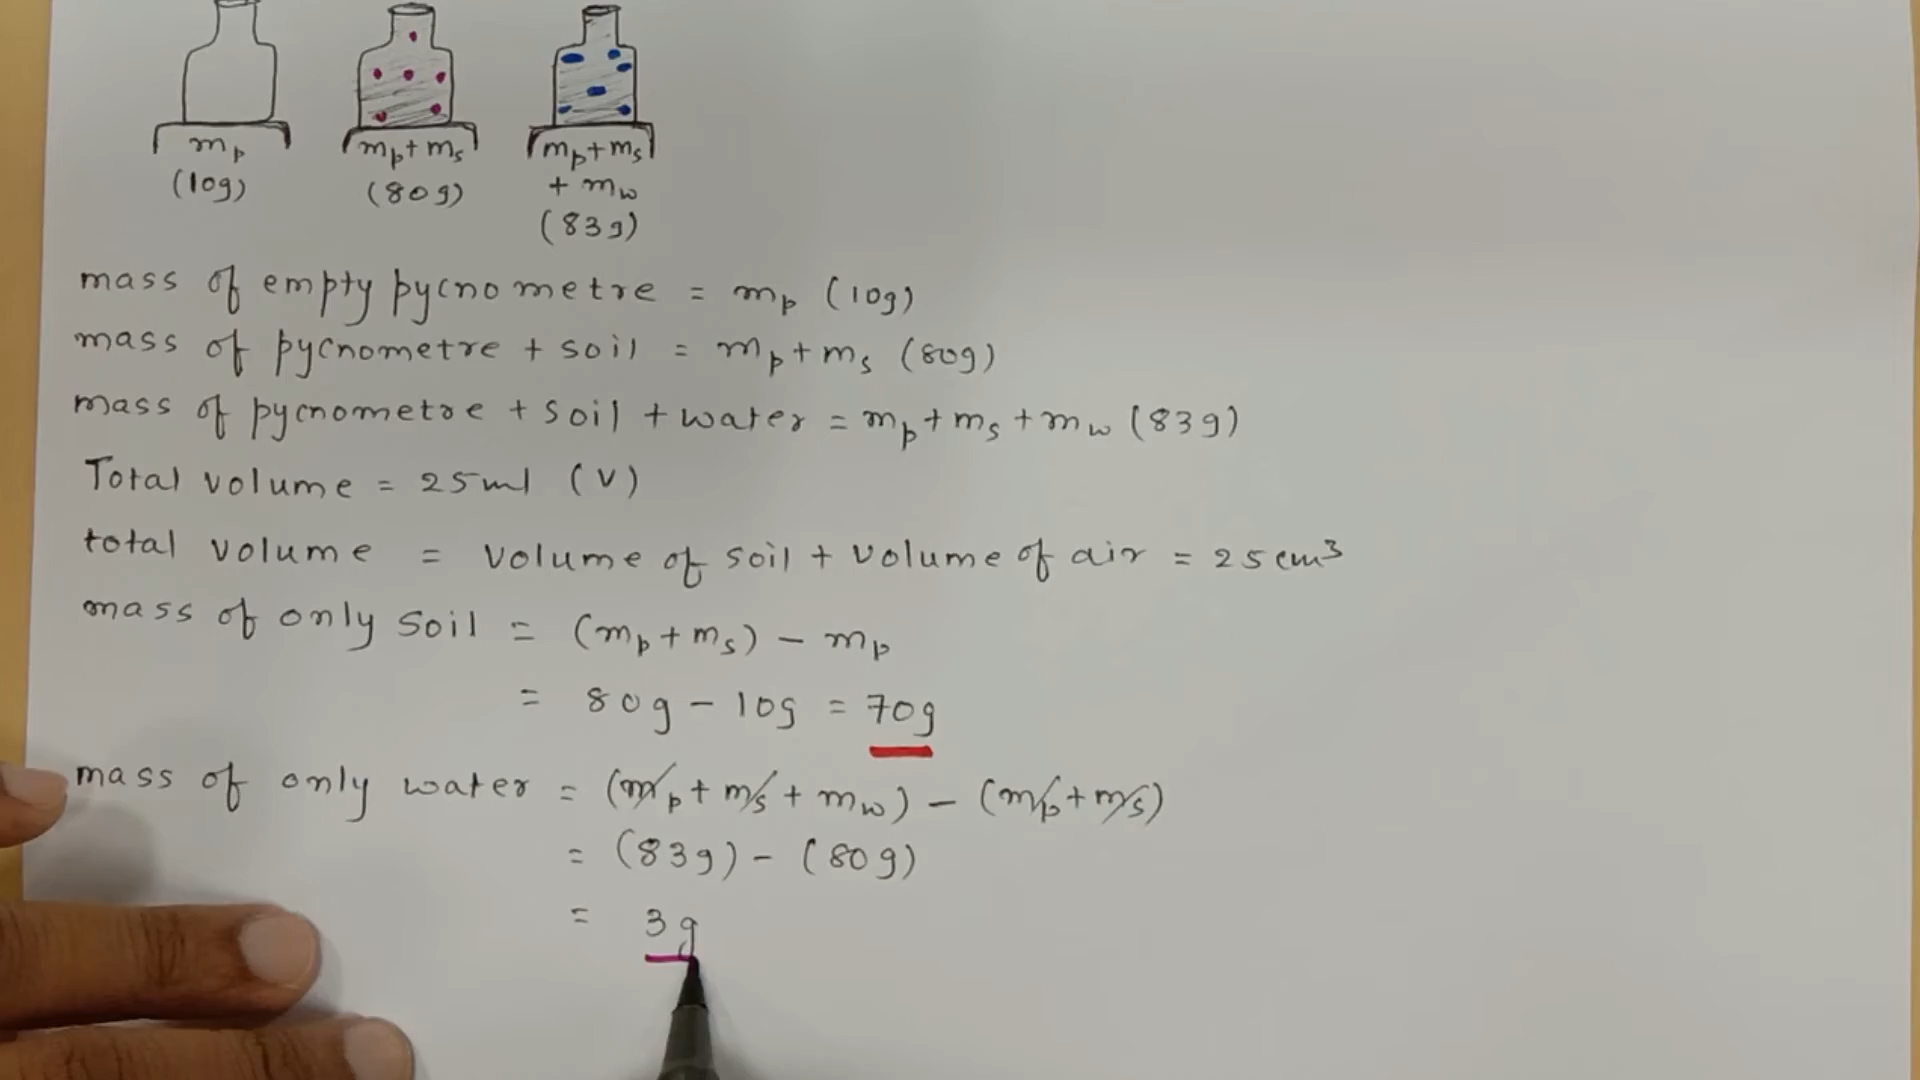 mp
(10g)
mp + ms
(80g)
mp + ms
+ mw
(83g)
mass of empty pycnometre = mp (10g)
mass of pycnometre + soil = mp + ms (80g)
mass of pycnometre + soil + water = mp + ms + mw (83g)
Total volume = 25ml (V)
total volume = volume of soil + volume of air = 25cm³
mass of only soil = (mp + ms) - mp
= 80g - 10g = 70g
mass of only water = (mp + ms + mw) - (mp + ms)
= (83g) - (80g)
= 3g